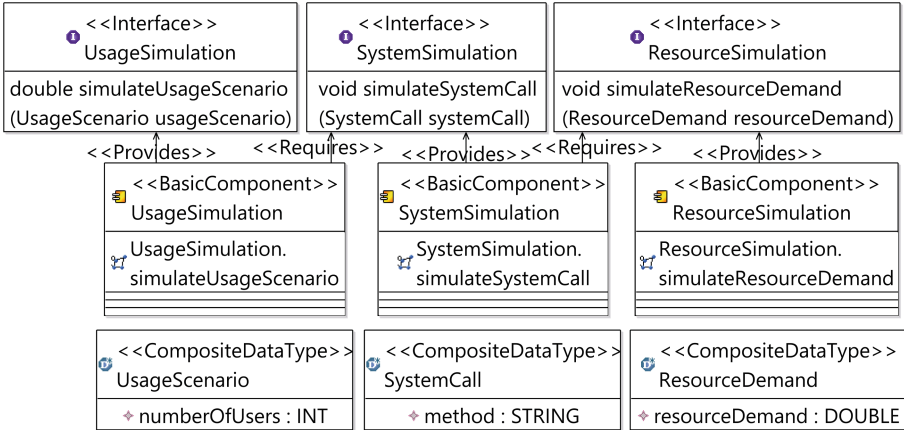 <<Interface>>
UsageSimulation
double simulateUsageScenario
(UsageScenario usageScenario)
<<Interface>>
SystemSimulation
void simulateSystemCall
(SystemCall systemCall)
<<Interface>>
ResourceSimulation
void simulateResourceDemand
(ResourceDemand resourceDemand)
<<Provides>>
<<Requires>>
<<Provides>>
<<Requires>>
<<Provides>>
<<BasicComponent>>
UsageSimulation
UsageSimulation.
simulateUsageScenario
<<BasicComponent>>
SystemSimulation
SystemSimulation.
simulateSystemCall
<<BasicComponent>>
ResourceSimulation
ResourceSimulation.
simulateResourceDemand
<<CompositeDataType>>
UsageScenario
numberOfUsers : INT
<<CompositeDataType>>
SystemCall
method : STRING
<<CompositeDataType>>
ResourceDemand
resourceDemand : DOUBLE